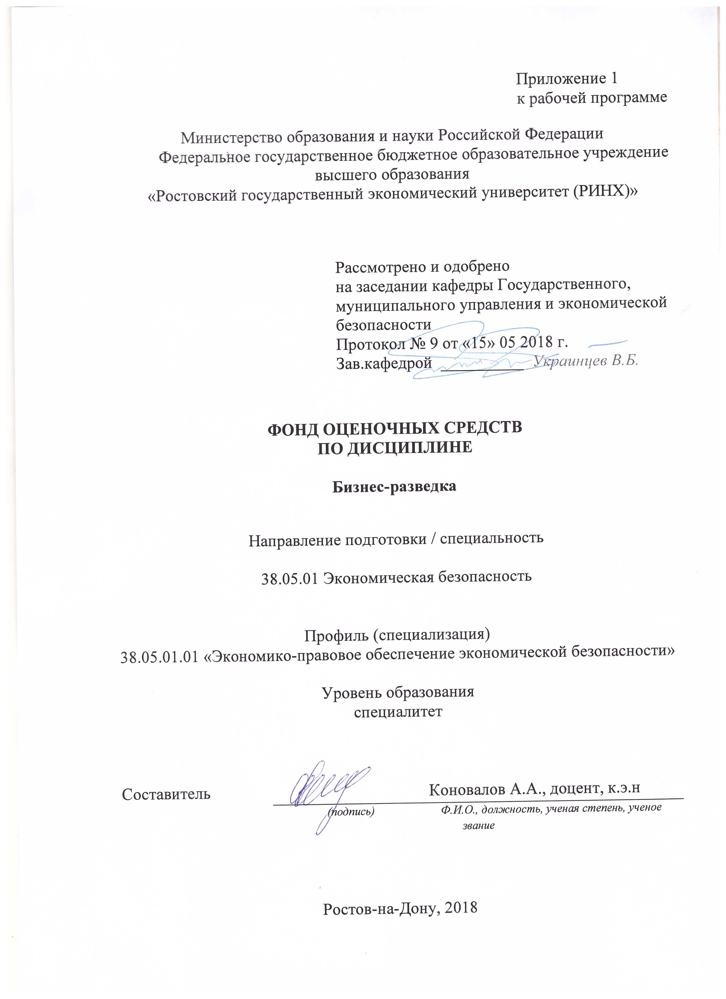 Приложение 1
к рабочей программе
Министерство образования и науки Российской Федерации
Федеральное государственное бюджетное образовательное учреждение
высшего образования
«Ростовский государственный экономический университет (РИНХ)»
Рассмотрено и одобрено
на заседании кафедры Государственного,
муниципального управления и экономической
безопасности
Протокол № 9 от «15» 05 2018 г.
Зав.кафедрой ___________ Украинцев В.Б.
ФОНД ОЦЕНОЧНЫХ СРЕДСТВ
ПО ДИСЦИПЛИНЕ
Бизнес-разведка
Направление подготовки / специальность
38.05.01 Экономическая безопасность
Профиль (специализация)
38.05.01.01 «Экономико-правовое обеспечение экономической безопасности»
Уровень образования
специалитет
Составитель Коновалов А.А., доцент, к.э.н
(подпись) Ф.И.О., должность, ученая степень, ученое
звание
Ростов-на-Дону, 2018